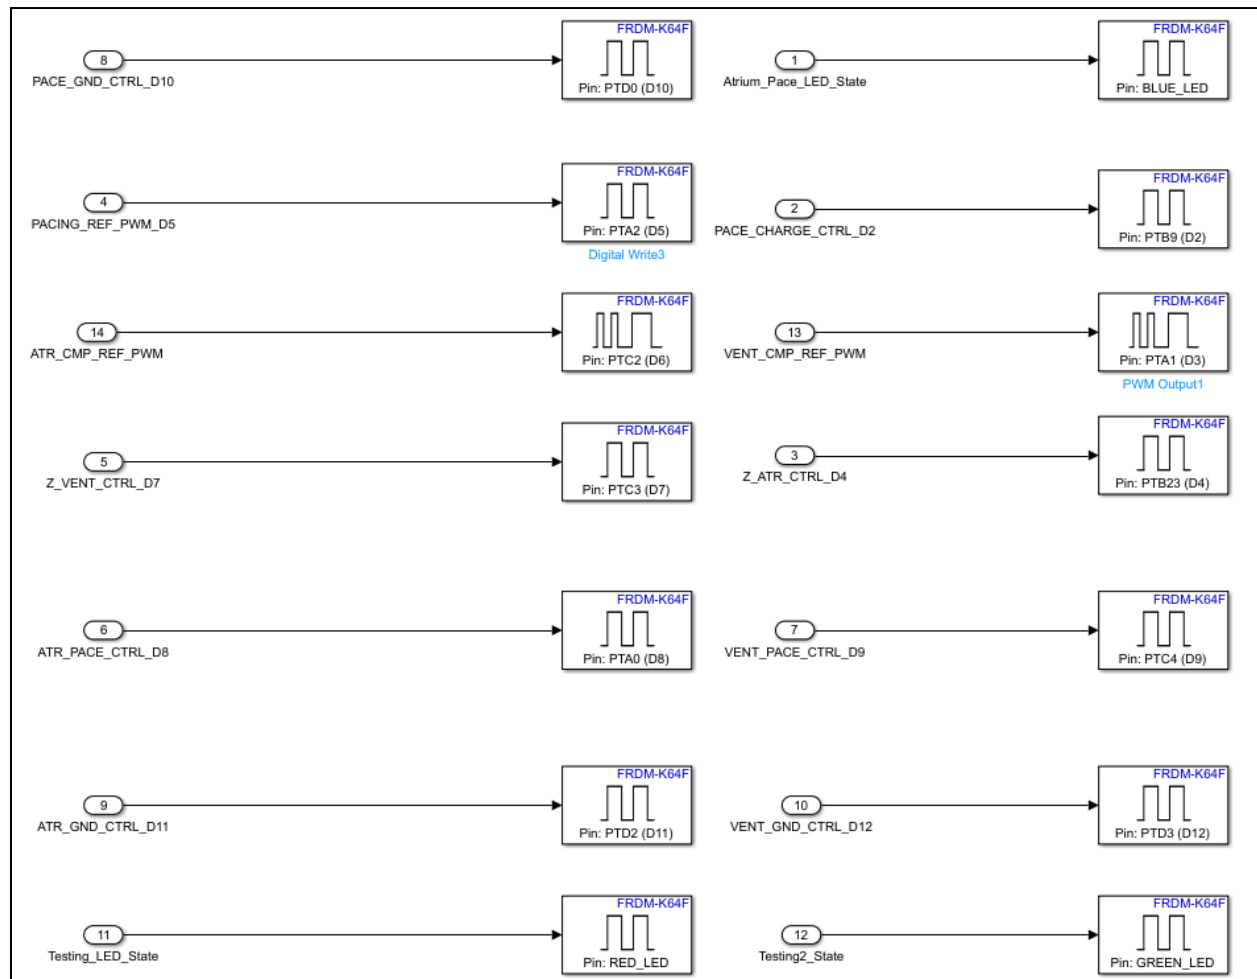 FRDM-K64F
8
PACE_GND_CTRL_D10
Pin: PTD0 (D10)
FRDM-K64F
1
Atrium_Pace_LED_State
Pin: BLUE_LED
FRDM-K64F
4
PACING_REF_PWM_D5
Pin: PTA2 (D5)
Digital Write3
FRDM-K64F
2
PACE_CHARGE_CTRL_D2
Pin: PTB9 (D2)
FRDM-K64F
14
ATR_CMP_REF_PWM
Pin: PTC2 (D6)
FRDM-K64F
13
VENT_CMP_REF_PWM
Pin: PTA1 (D3)
PWM Output1
FRDM-K64F
5
Z_VENT_CTRL_D7
Pin: PTC3 (D7)
FRDM-K64F
3
Z_ATR_CTRL_D4
Pin: PTB23 (D4)
FRDM-K64F
6
ATR_PACE_CTRL_D8
Pin: PTA0 (D8)
FRDM-K64F
7
VENT_PACE_CTRL_D9
Pin: PTC4 (D9)
FRDM-K64F
9
ATR_GND_CTRL_D11
Pin: PTD2 (D11)
FRDM-K64F
10
VENT_GND_CTRL_D12
Pin: PTD3 (D12)
FRDM-K64F
11
Testing_LED_State
Pin: RED_LED
FRDM-K64F
12
Testing2_State
Pin: GREEN_LED